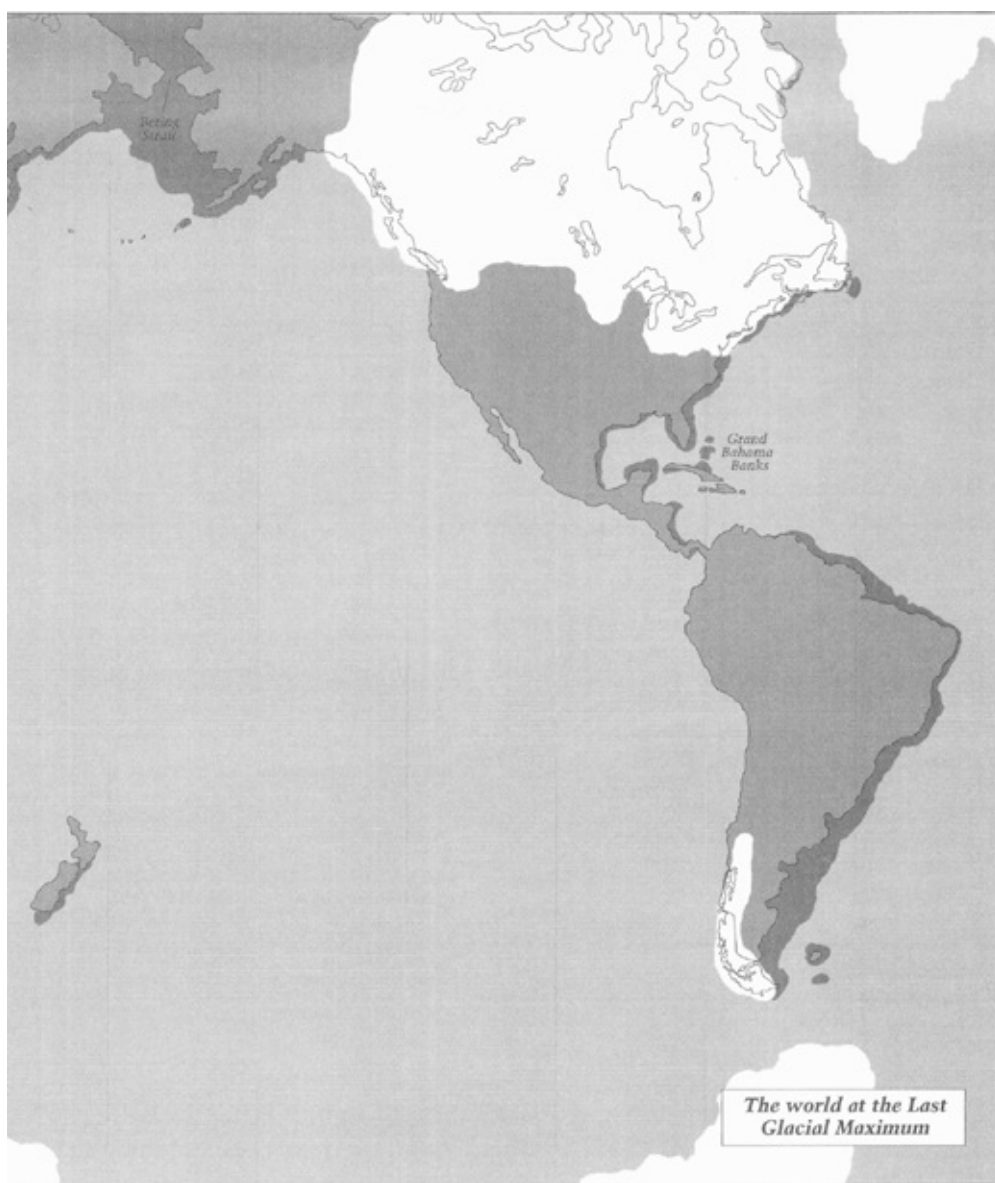 Bering
Strait
Grand
Bahama
Banks
The world at the Last
Glacial Maximum